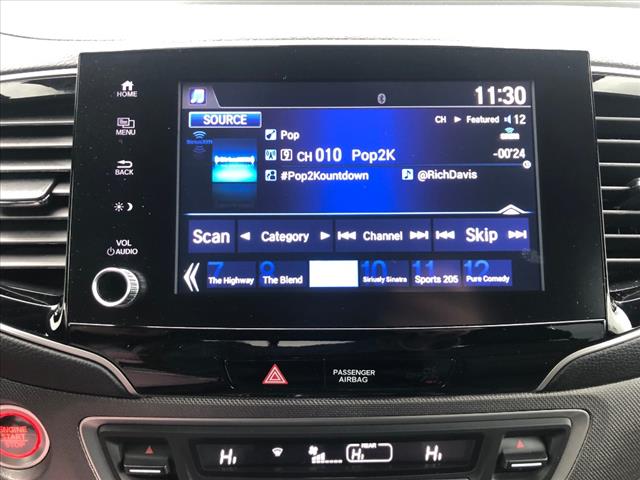 11:30
HOME
SOURCE
CH ▶ Featured 12
SiriusXM
Pop
MENU
9 CH 010 Pop2K -00'24
BACK
#Pop2Kountdown @RichDavis
Scan ◀ Category ▶ Channel Skip
VOL
AUDIO
7 8 10 11 12
The Highway The Blend Siriusly Sinatra Sports 205 Pure Comedy
PASSENGER
AIRBAG
ENGINE
START
STOP
REAR
HI HI HI